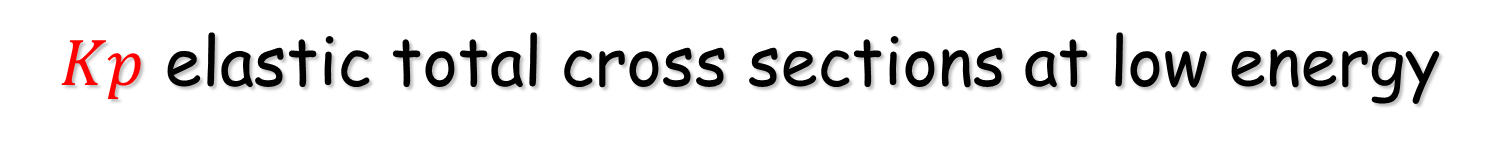 Kp elastic total cross sections at low energy